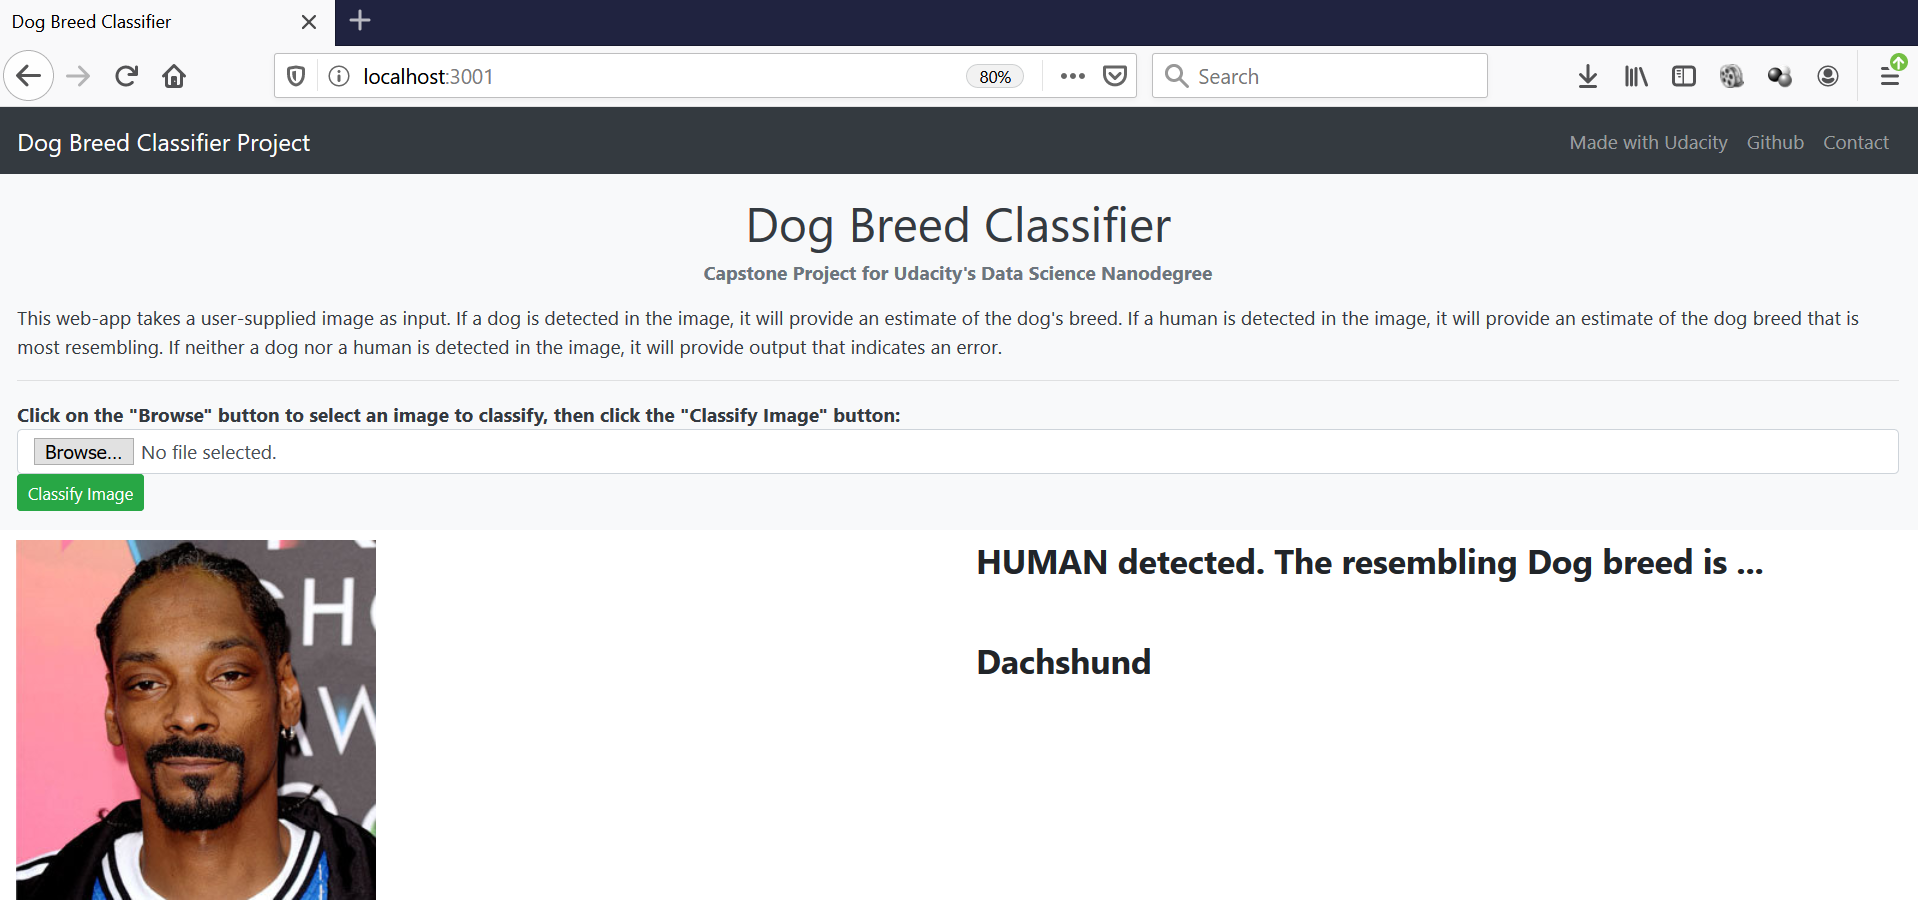 Dog Breed Classifier
localhost:3001
80%
Search
Dog Breed Classifier Project
Made with Udacity Github Contact
Dog Breed Classifier
Capstone Project for Udacity's Data Science Nanodegree
This web-app takes a user-supplied image as input. If a dog is detected in the image, it will provide an estimate of the dog's breed. If a human is detected in the image, it will provide an estimate of the dog breed that is
most resembling. If neither a dog nor a human is detected in the image, it will provide output that indicates an error.
Click on the "Browse" button to select an image to classify, then click the "Classify Image" button:
Browse... No file selected.
Classify Image
HUMAN detected. The resembling Dog breed is ...
Dachshund